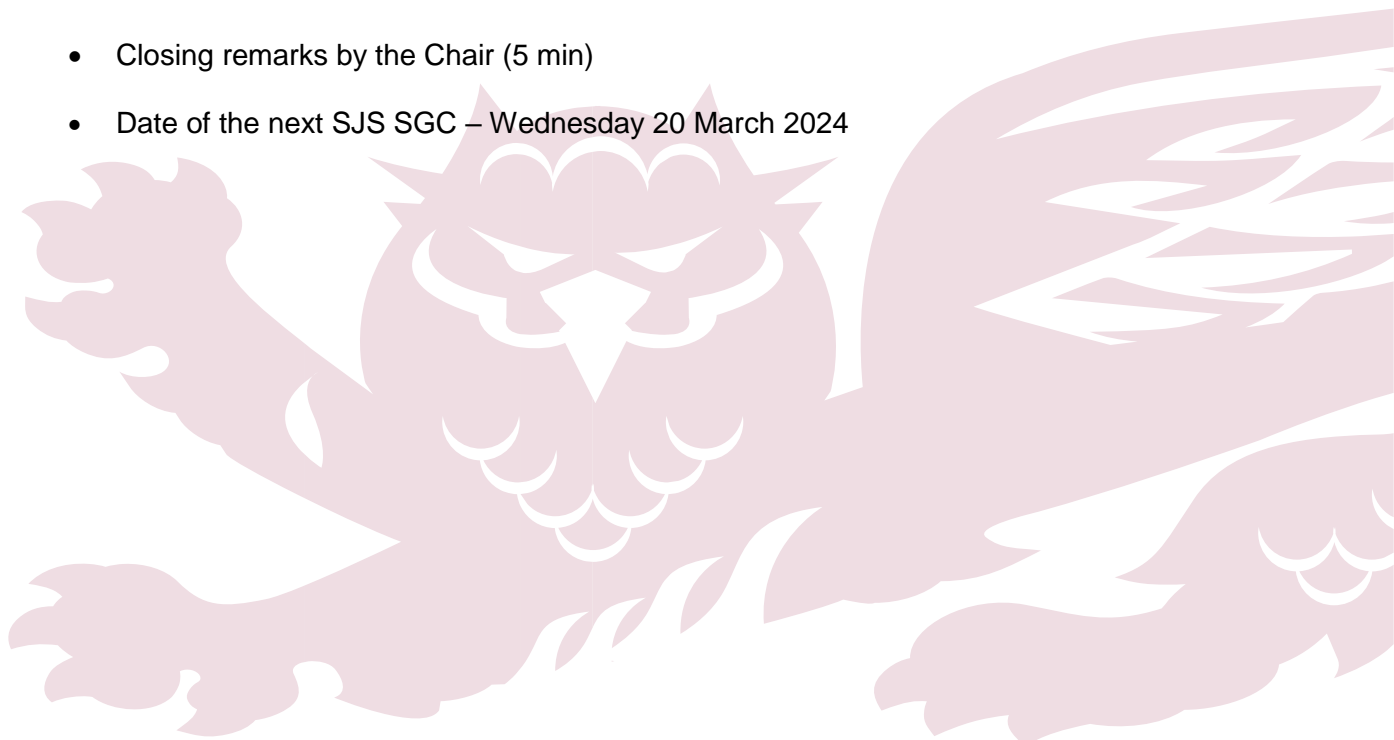 • Closing remarks by the Chair (5 min)
• Date of the next SJS SGC – Wednesday 20 March 2024